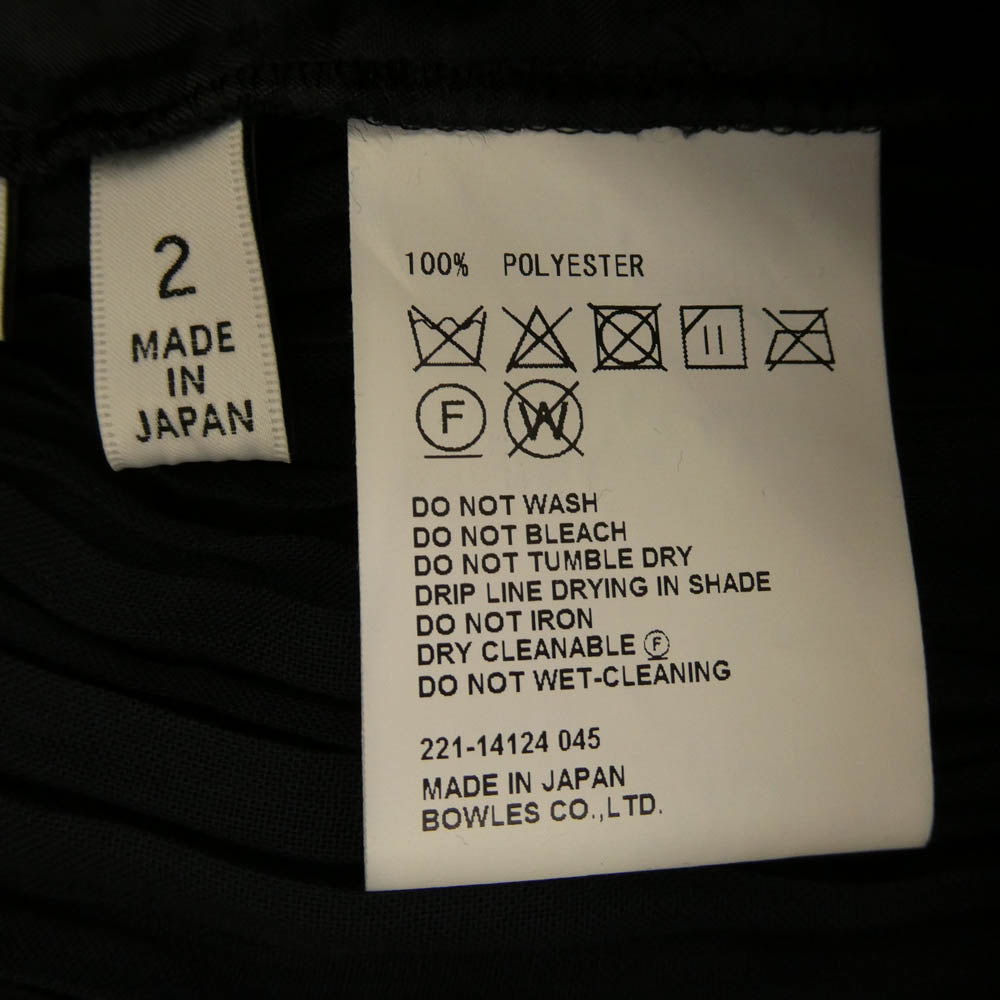 2
MADE
IN
JAPAN
100% POLYESTER
F W
DO NOT WASH
DO NOT BLEACH
DO NOT TUMBLE DRY
DRIP LINE DRYING IN SHADE
DO NOT IRON
DRY CLEANABLE Ⓕ
DO NOT WET-CLEANING
221-14124 045
MADE IN JAPAN
BOWLES CO.,LTD.